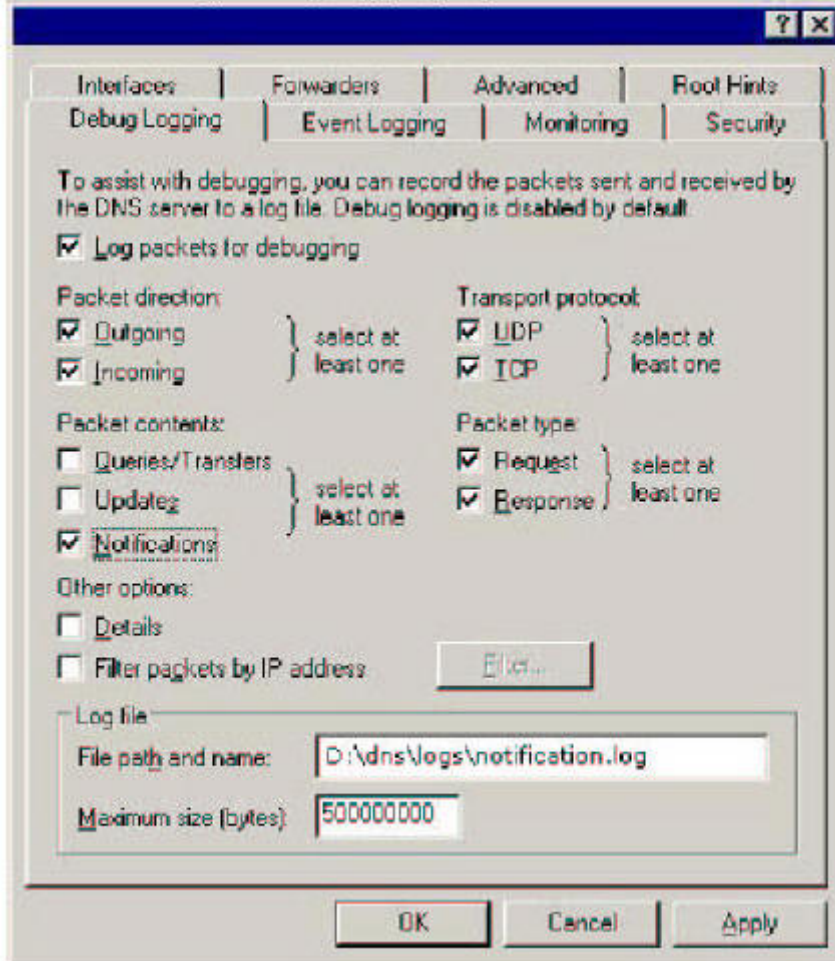 Interfaces Forwarders Advanced Root Hints
Debug Logging Event Logging Monitoring Security
To assist with debugging, you can record the packets sent and received by
the DNS server to a log file. Debug logging is disabled by default.
Log packets for debugging
Packet direction: Transport protocol:
Outgoing select at UDP select at
Incoming least one TCP least one
Packet contents: Packet type:
Queries/Transfers Request select at
Updates select at Response least one
Notifications least one
Other options:
Details
Filter packets by IP address Filter...
Log file
File path and name: D:\dns\logs\notification.log
Maximum size (bytes): 500000000
OK Cancel Apply